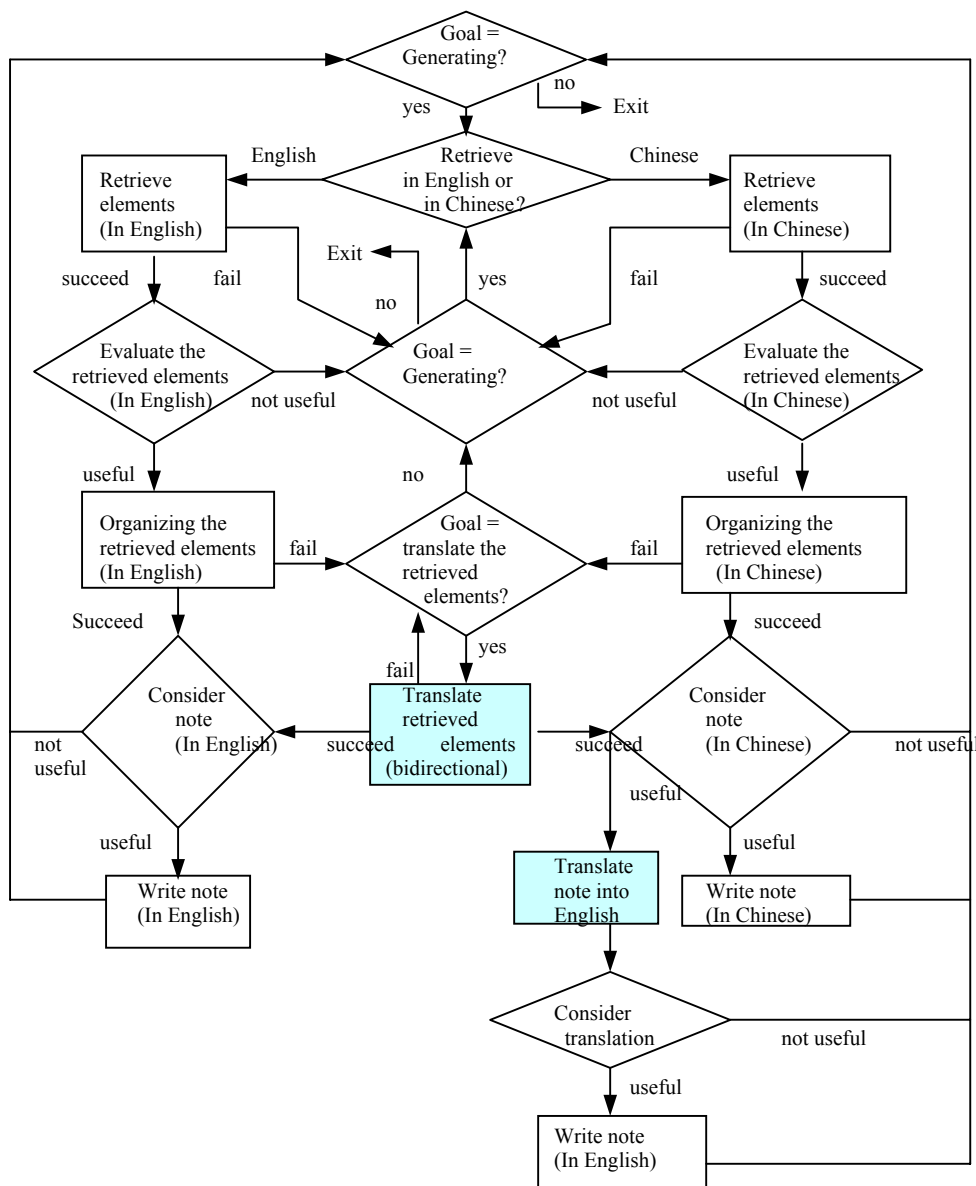 Goal =
Generating?
no
yes
Exit
English
Retrieve
in English or
in Chinese?
Chinese
Retrieve
elements
(In English)
Retrieve
elements
(In Chinese)
Exit
succeed
fail
no
yes
fail
succeed
Evaluate the
retrieved elements
(In English)
Goal =
Generating?
Evaluate the
retrieved elements
(In Chinese)
not useful
not useful
useful
no
useful
Organizing the
retrieved elements
(In English)
fail
Goal =
translate the
retrieved
elements?
fail
Organizing the
retrieved elements
(In Chinese)
Succeed
yes
succeed
fail
Consider
note
(In English)
Translate
retrieved
elements
(bidirectional)
Consider
note
(In Chinese)
not
useful
succeed
succeed
not useful
useful
useful
useful
Write note
(In English)
Translate
note into
English
Write note
(In Chinese)
Consider
translation
not useful
useful
Write note
(In English)